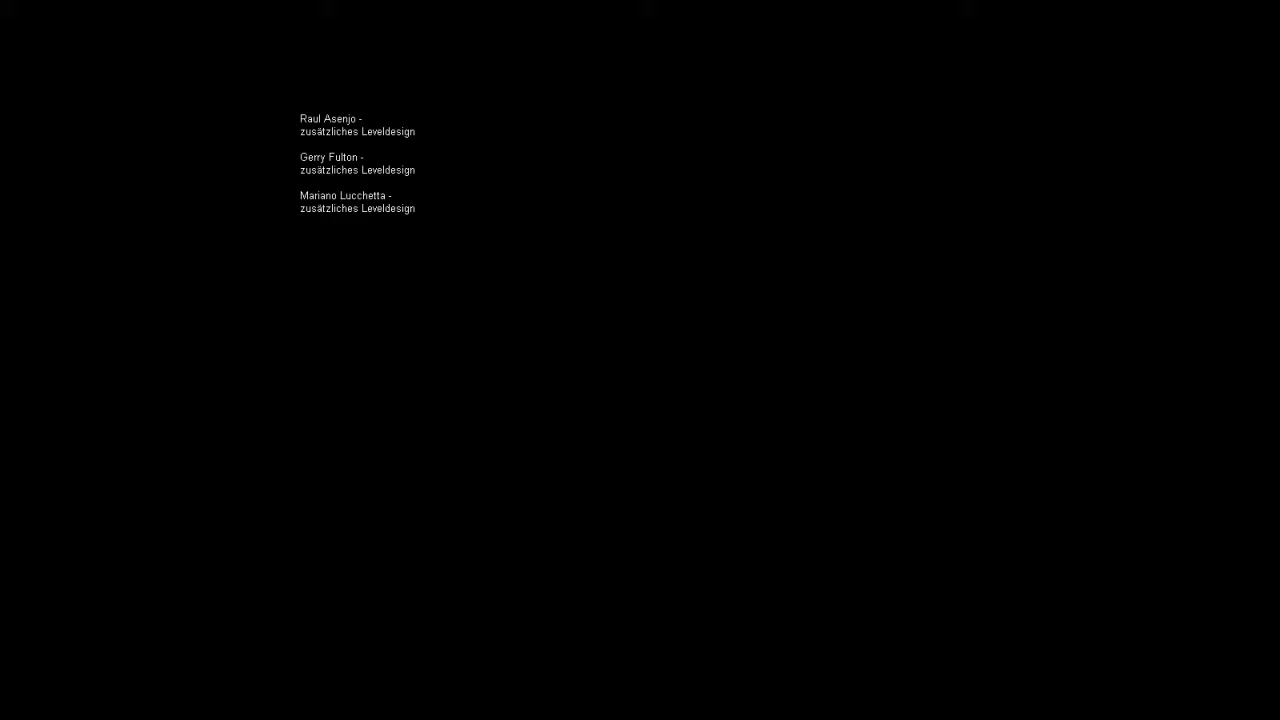 Raul Asenjo -
zusätzliches Leveldesign
Gerry Fulton -
zusätzliches Leveldesign
Mariano Lucchetta -
zusätzliches Leveldesign